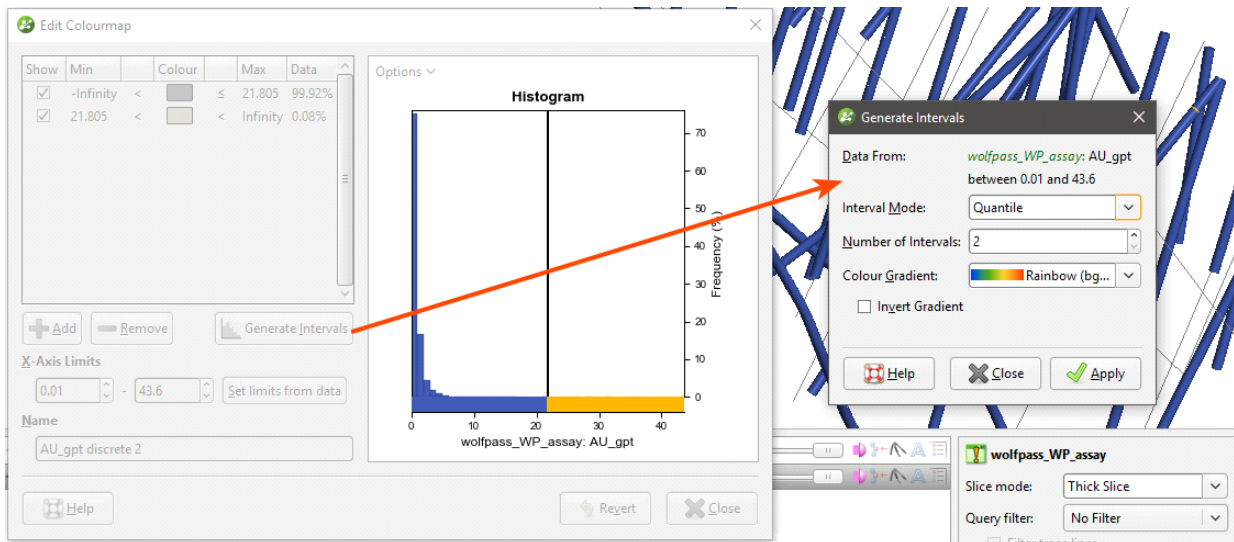 Edit Colourmap
Show Min Colour Max Data
-Infinity < ≤ 21.805 99.92%
21.805 < < Infinity 0.08%
Add Remove Generate Intervals
X-Axis Limits
0.01 - 43.6 Set limits from data
Name
AU_gpt discrete 2
Help Revert Close
Options
Histogram
70
60
50
40
30
20
10
0
Frequency (%)
0 10 20 30 40
wolfpass_WP_assay: AU_gpt
Generate Intervals
Data From: wolfpass_WP_assay: AU_gpt
between 0.01 and 43.6
Interval Mode: Quantile
Number of Intervals: 2
Colour Gradient: Rainbow (bg...
Invert Gradient
Help Close Apply
wolfpass_WP_assay
Slice mode: Thick Slice
Query filter: No Filter
Filter trace lines